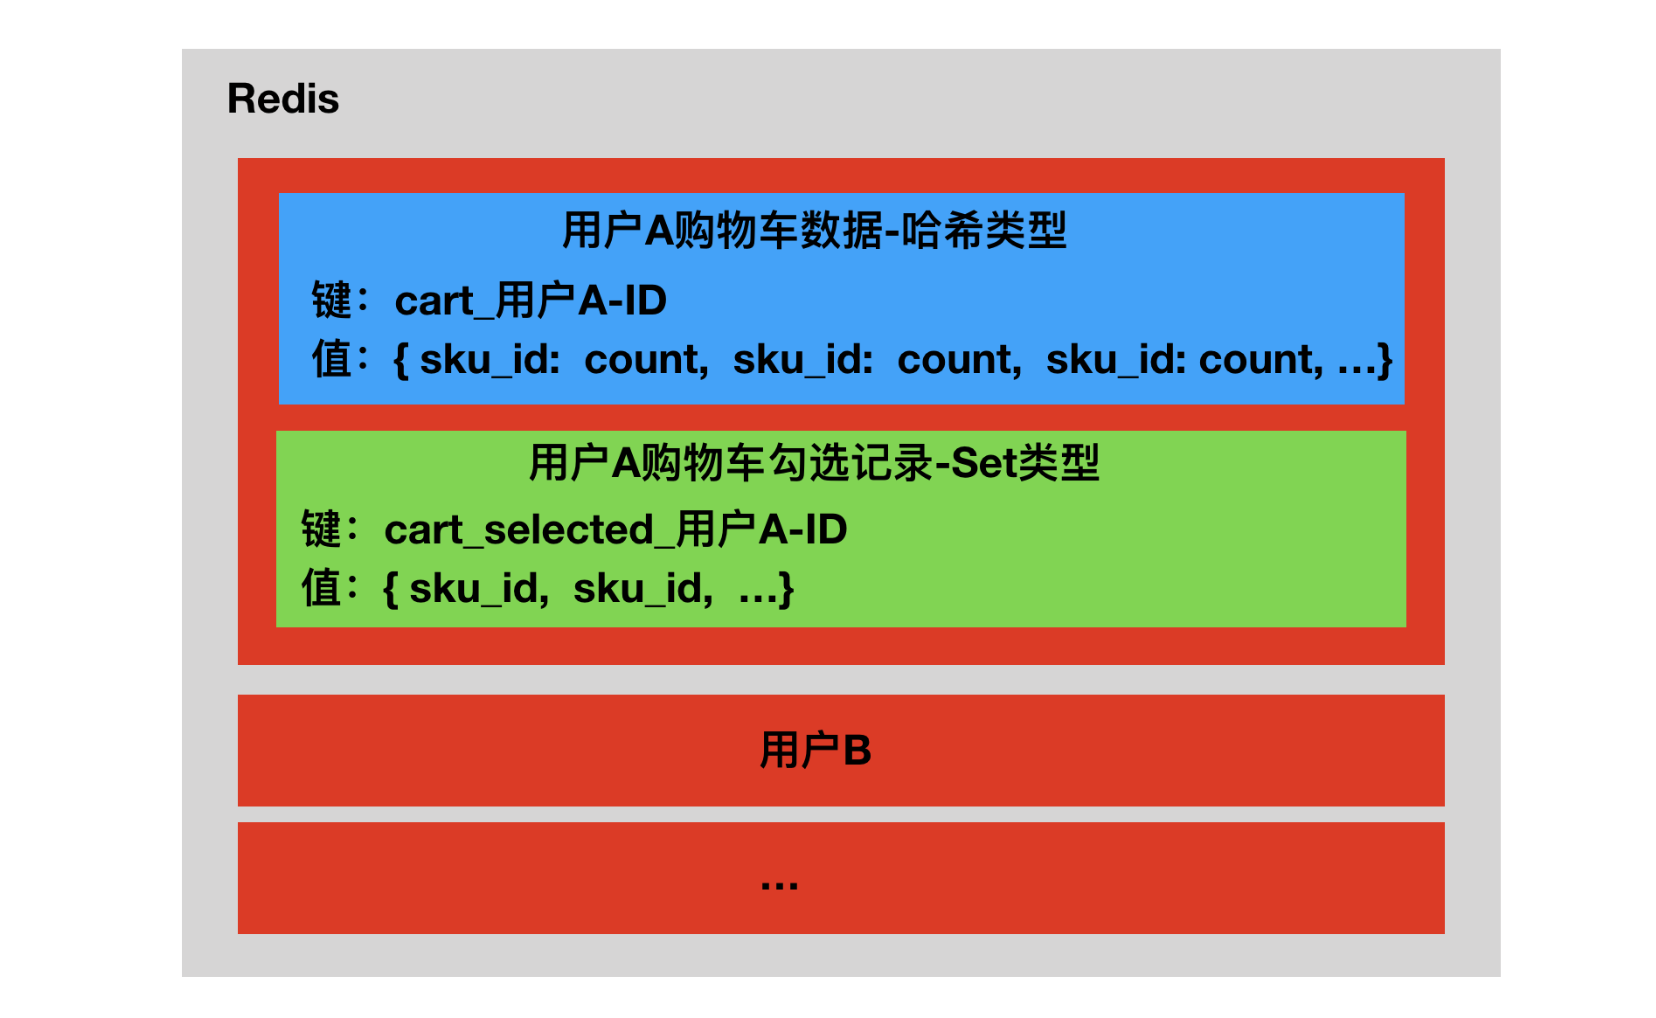 Redis
用户A购物车数据-哈希类型
键：cart_用户A-ID
值：{ sku_id: count, sku_id: count, sku_id: count, …}
用户A购物车勾选记录-Set类型
键：cart_selected_用户A-ID
值：{ sku_id, sku_id, …}
用户B
…